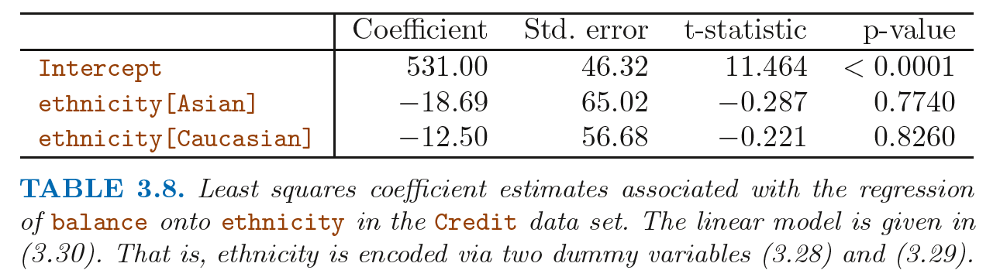 Coefficient Std. error t-statistic p-value
Intercept 531.00 46.32 11.464 < 0.0001
ethnicity[Asian] −18.69 65.02 −0.287 0.7740
ethnicity[Caucasian] −12.50 56.68 −0.221 0.8260
TABLE 3.8. Least squares coefficient estimates associated with the regression
of balance onto ethnicity in the Credit data set. The linear model is given in
(3.30). That is, ethnicity is encoded via two dummy variables (3.28) and (3.29).